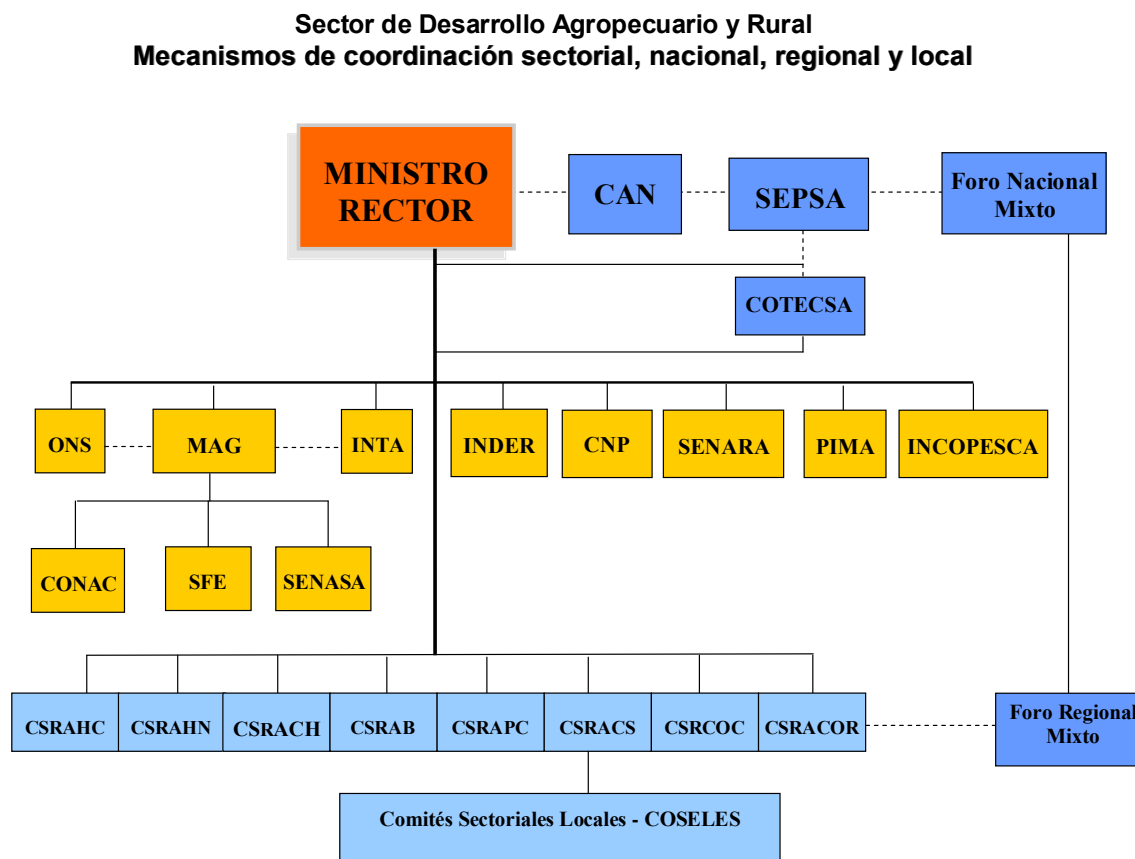 Sector de Desarrollo Agropecuario y Rural
Mecanismos de coordinación sectorial, nacional, regional y local
MINISTRO
RECTOR
CAN
SEPSA
Foro Nacional
Mixto
COTECSA
ONS
MAG
INTA
INDER
CNP
SENARA
PIMA
INCOPESCA
CONAC
SFE
SENASA
CSRAHC
CSRAHN
CSRACH
CSRAB
CSRAPC
CSRACS
CSRCOC
CSRACOR
Foro Regional
Mixto
Comités Sectoriales Locales - COSELES